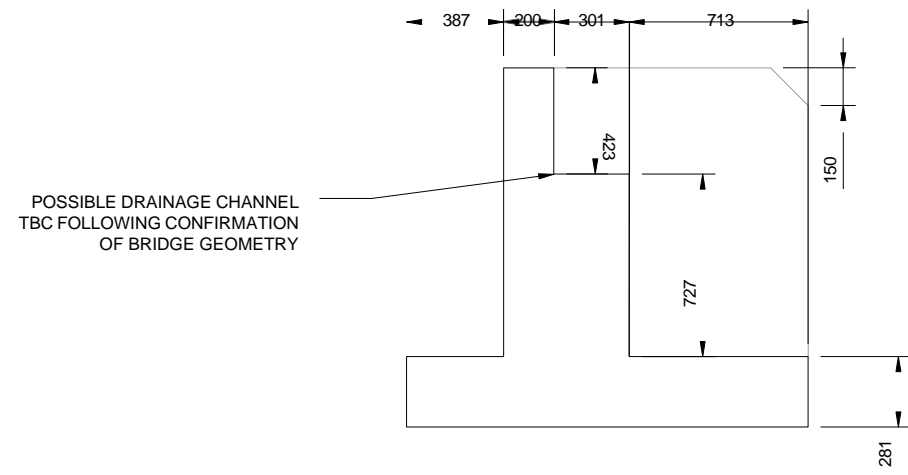 387
200
301
713
423
150
POSSIBLE DRAINAGE CHANNEL
TBC FOLLOWING CONFIRMATION
OF BRIDGE GEOMETRY
727
281